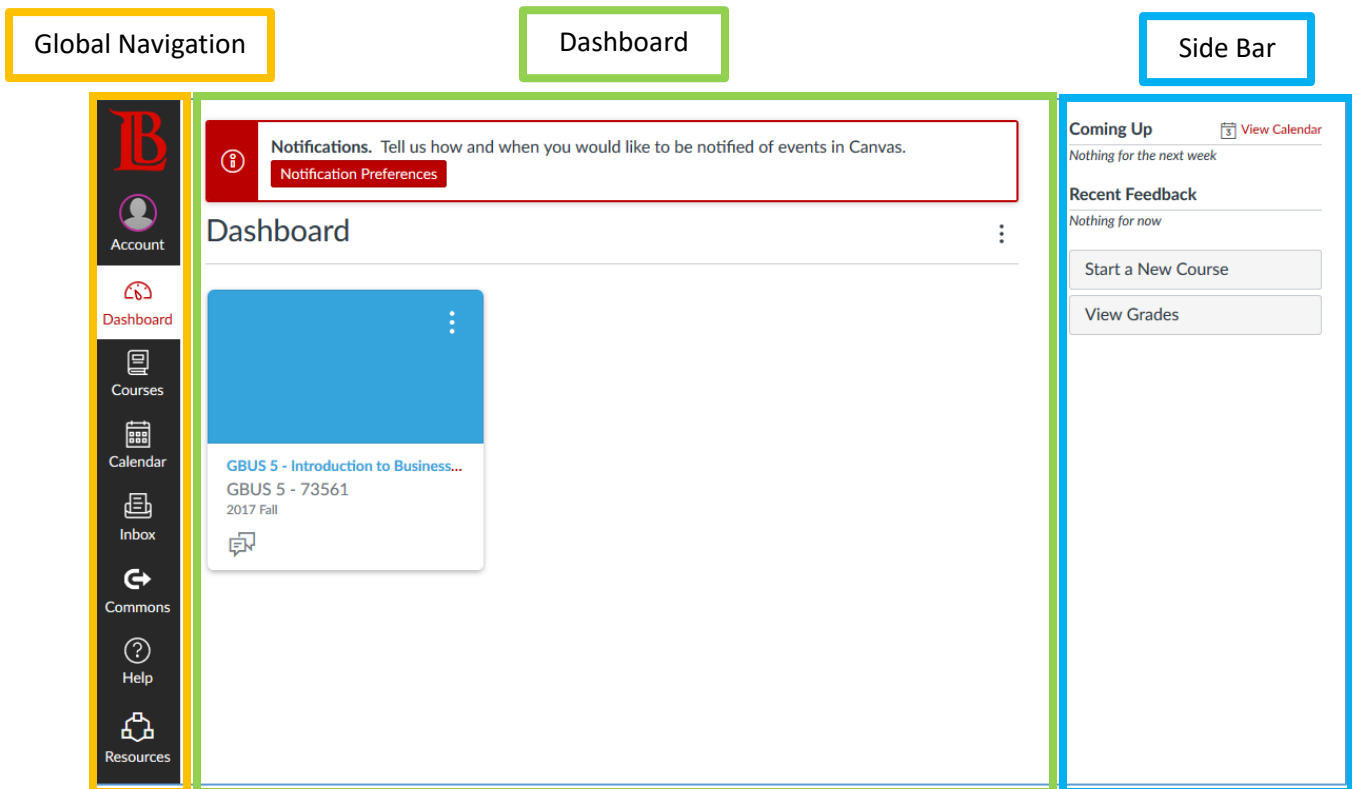 Global Navigation
Dashboard
Side Bar
LB
Account
Dashboard
Courses
Calendar
Inbox
Commons
Help
Resources
Notifications. Tell us how and when you would like to be notified of events in Canvas.
Notification Preferences
Dashboard
GBUS 5 - Introduction to Business...
GBUS 5 - 73561
2017 Fall
Coming Up
3 View Calendar
Nothing for the next week
Recent Feedback
Nothing for now
Start a New Course
View Grades